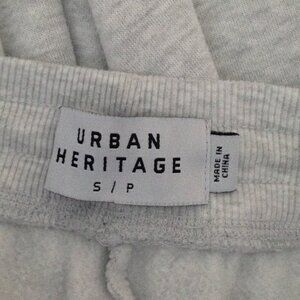 URBAN
HERITAGE
S / P
MADE IN
CHINA